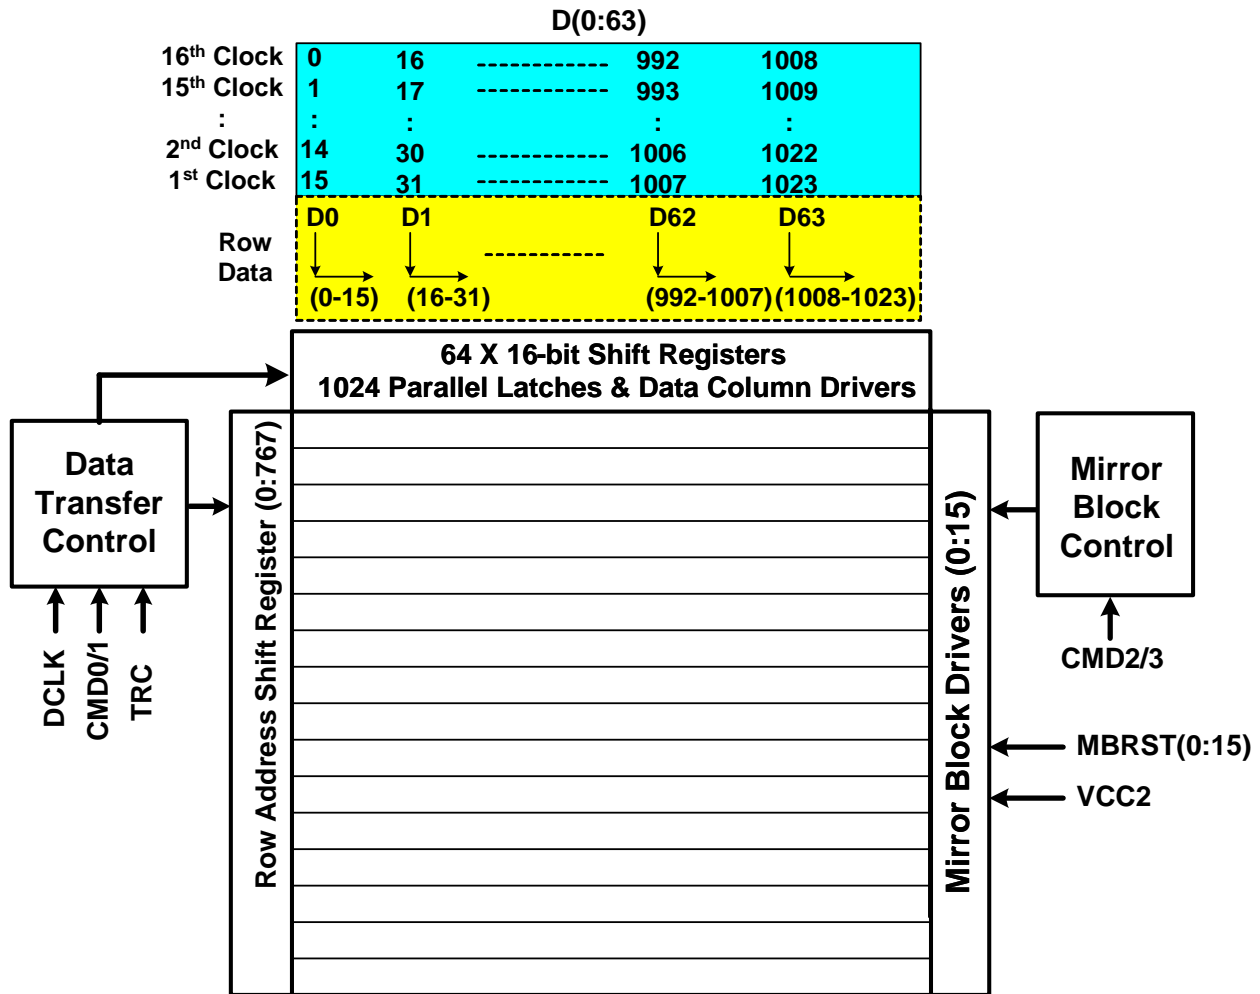 D(0:63)
16th Clock 0 16 ------------ 992 1008
15th Clock 1 17 ------------ 993 1009
: : : : :
2nd Clock 14 30 ------------ 1006 1022
1st Clock 15 31 ------------ 1007 1023
D0 D1 D62 D63
Row
Data
-----------
(0-15) (16-31) (992-1007) (1008-1023)
64 X 16-bit Shift Registers
1024 Parallel Latches & Data Column Drivers
Data
Transfer
Control
DCLK
CMD0/1
TRC
Row Address Shift Register (0:767)
Mirror Block Drivers (0:15)
Mirror
Block
Control
CMD2/3
MBRST(0:15)
VCC2